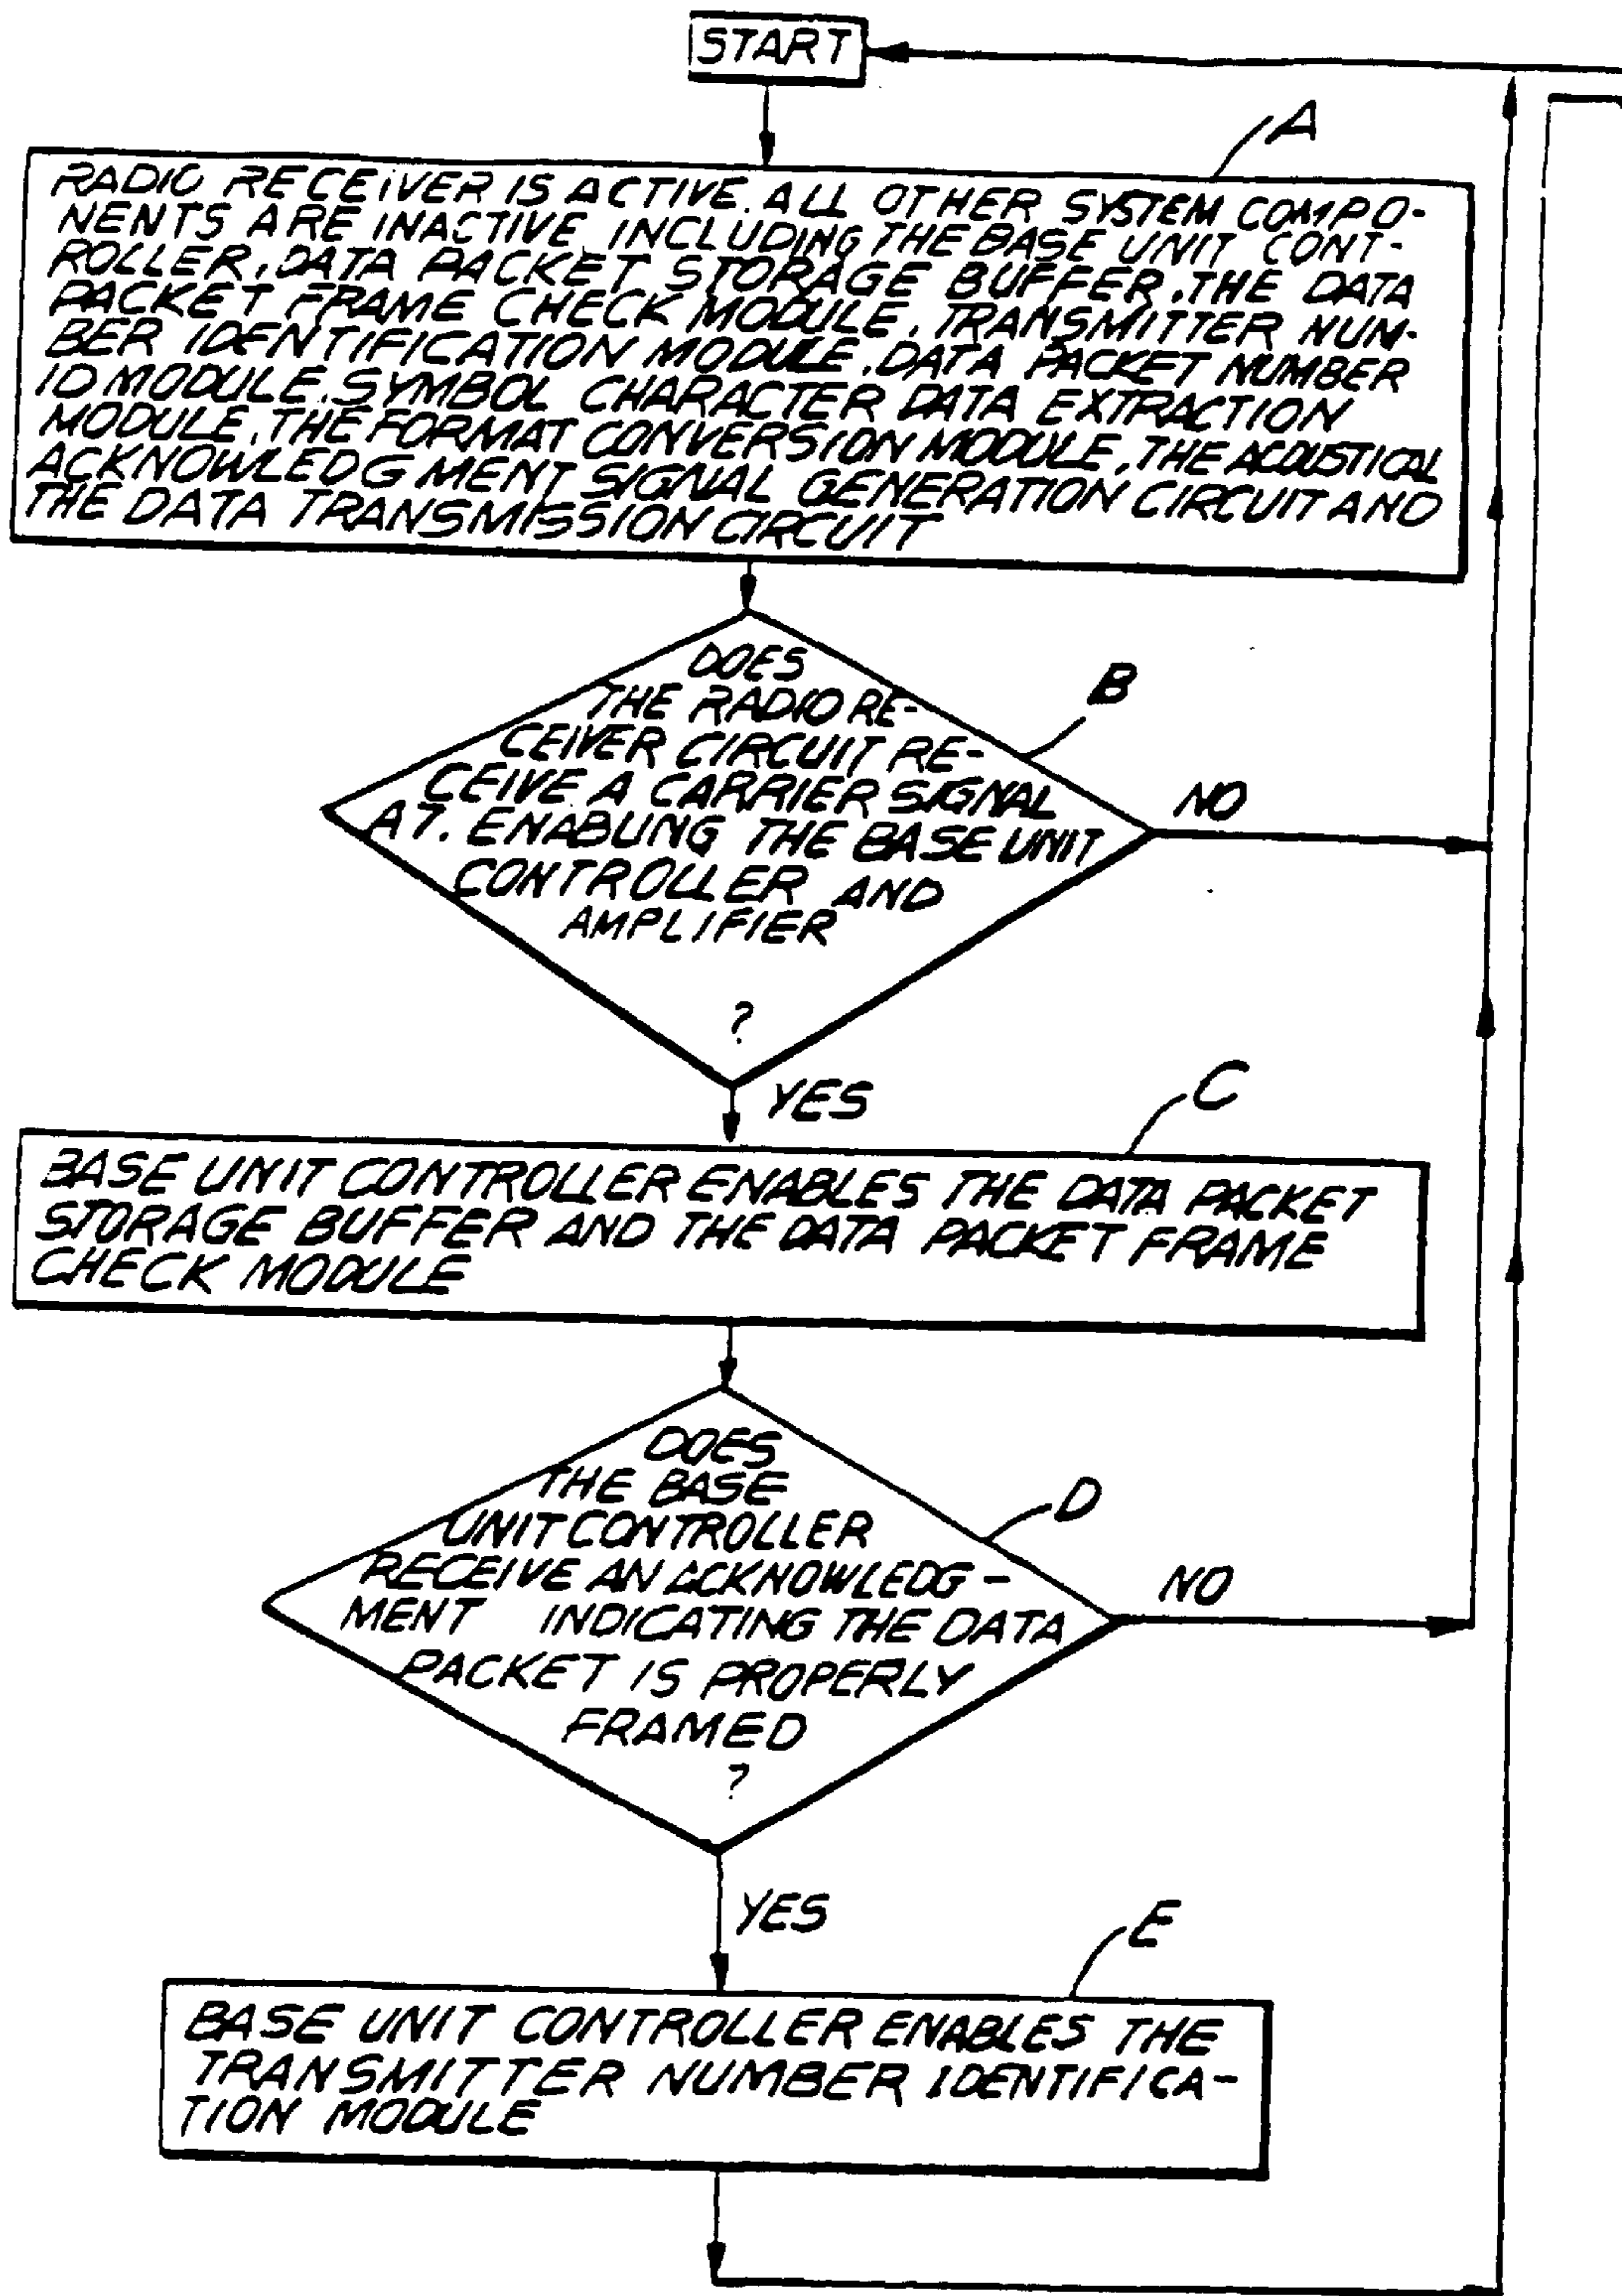 START
A
RADIO RECEIVER IS ACTIVE. ALL OTHER SYSTEM COMPO-
NENTS ARE INACTIVE, INCLUDING THE BASE UNIT CONT-
ROLLER, DATA PACKET STORAGE BUFFER, THE DATA
PACKET FRAME CHECK MODULE, TRANSMITTER NUM-
BER IDENTIFICATION MODULE, DATA PACKET NUMBER
ID MODULE, SYMBOL CHARACTER DATA EXTRACTION
MODULE, THE FORMAT CONVERSION MODULE, THE ACOUSTICAL
ACKNOWLEDGMENT SIGNAL GENERATION CIRCUIT AND
THE DATA TRANSMISSION CIRCUIT
B
DOES
THE RADIO RE-
CEIVER CIRCUIT RE-
CEIVE A CARRIER SIGNAL
AT. ENABLING THE BASE UNIT
CONTROLLER AND
AMPLIFIER
?
NO
YES
C
BASE UNIT CONTROLLER ENABLES THE DATA PACKET
STORAGE BUFFER AND THE DATA PACKET FRAME
CHECK MODULE
D
DOES
THE BASE
UNIT CONTROLLER
RECEIVE AN ACKNOWLEDG-
MENT INDICATING THE DATA
PACKET IS PROPERLY
FRAMED
?
NO
YES
E
BASE UNIT CONTROLLER ENABLES THE
TRANSMITTER NUMBER IDENTIFICA-
TION MODULE